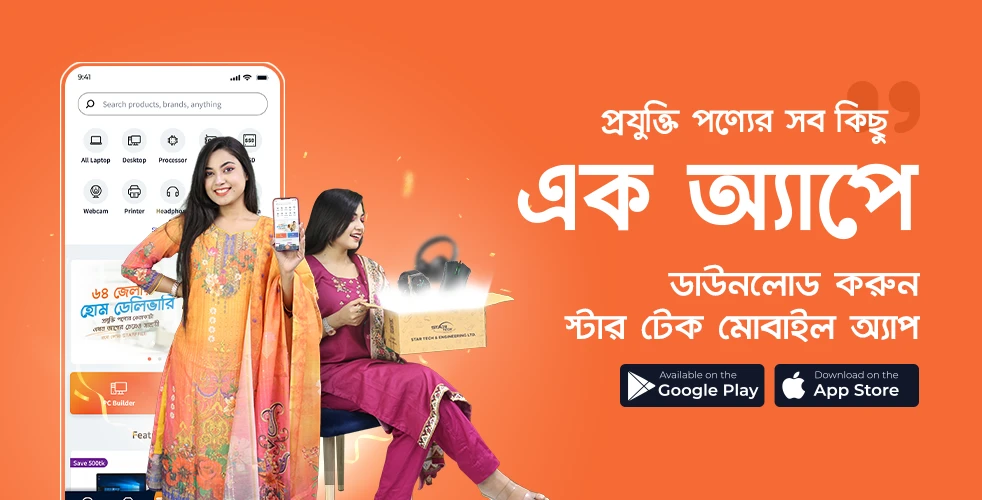 9:41
Search products, brands, anything
All Laptop
Desktop
Processor
Webcam
Printer
৬৪ জেলা
হোম ডেলিভারি
PC Builder
Save 500tk
STAR TECH & ENGINEERING LTD
প্রযুক্তি পণ্যের সব কিছু
এক অ্যাপে
ডাউনলোড করুন
স্টার টেক মোবাইল অ্যাপ
Available on the
Google Play
Download on the
App Store